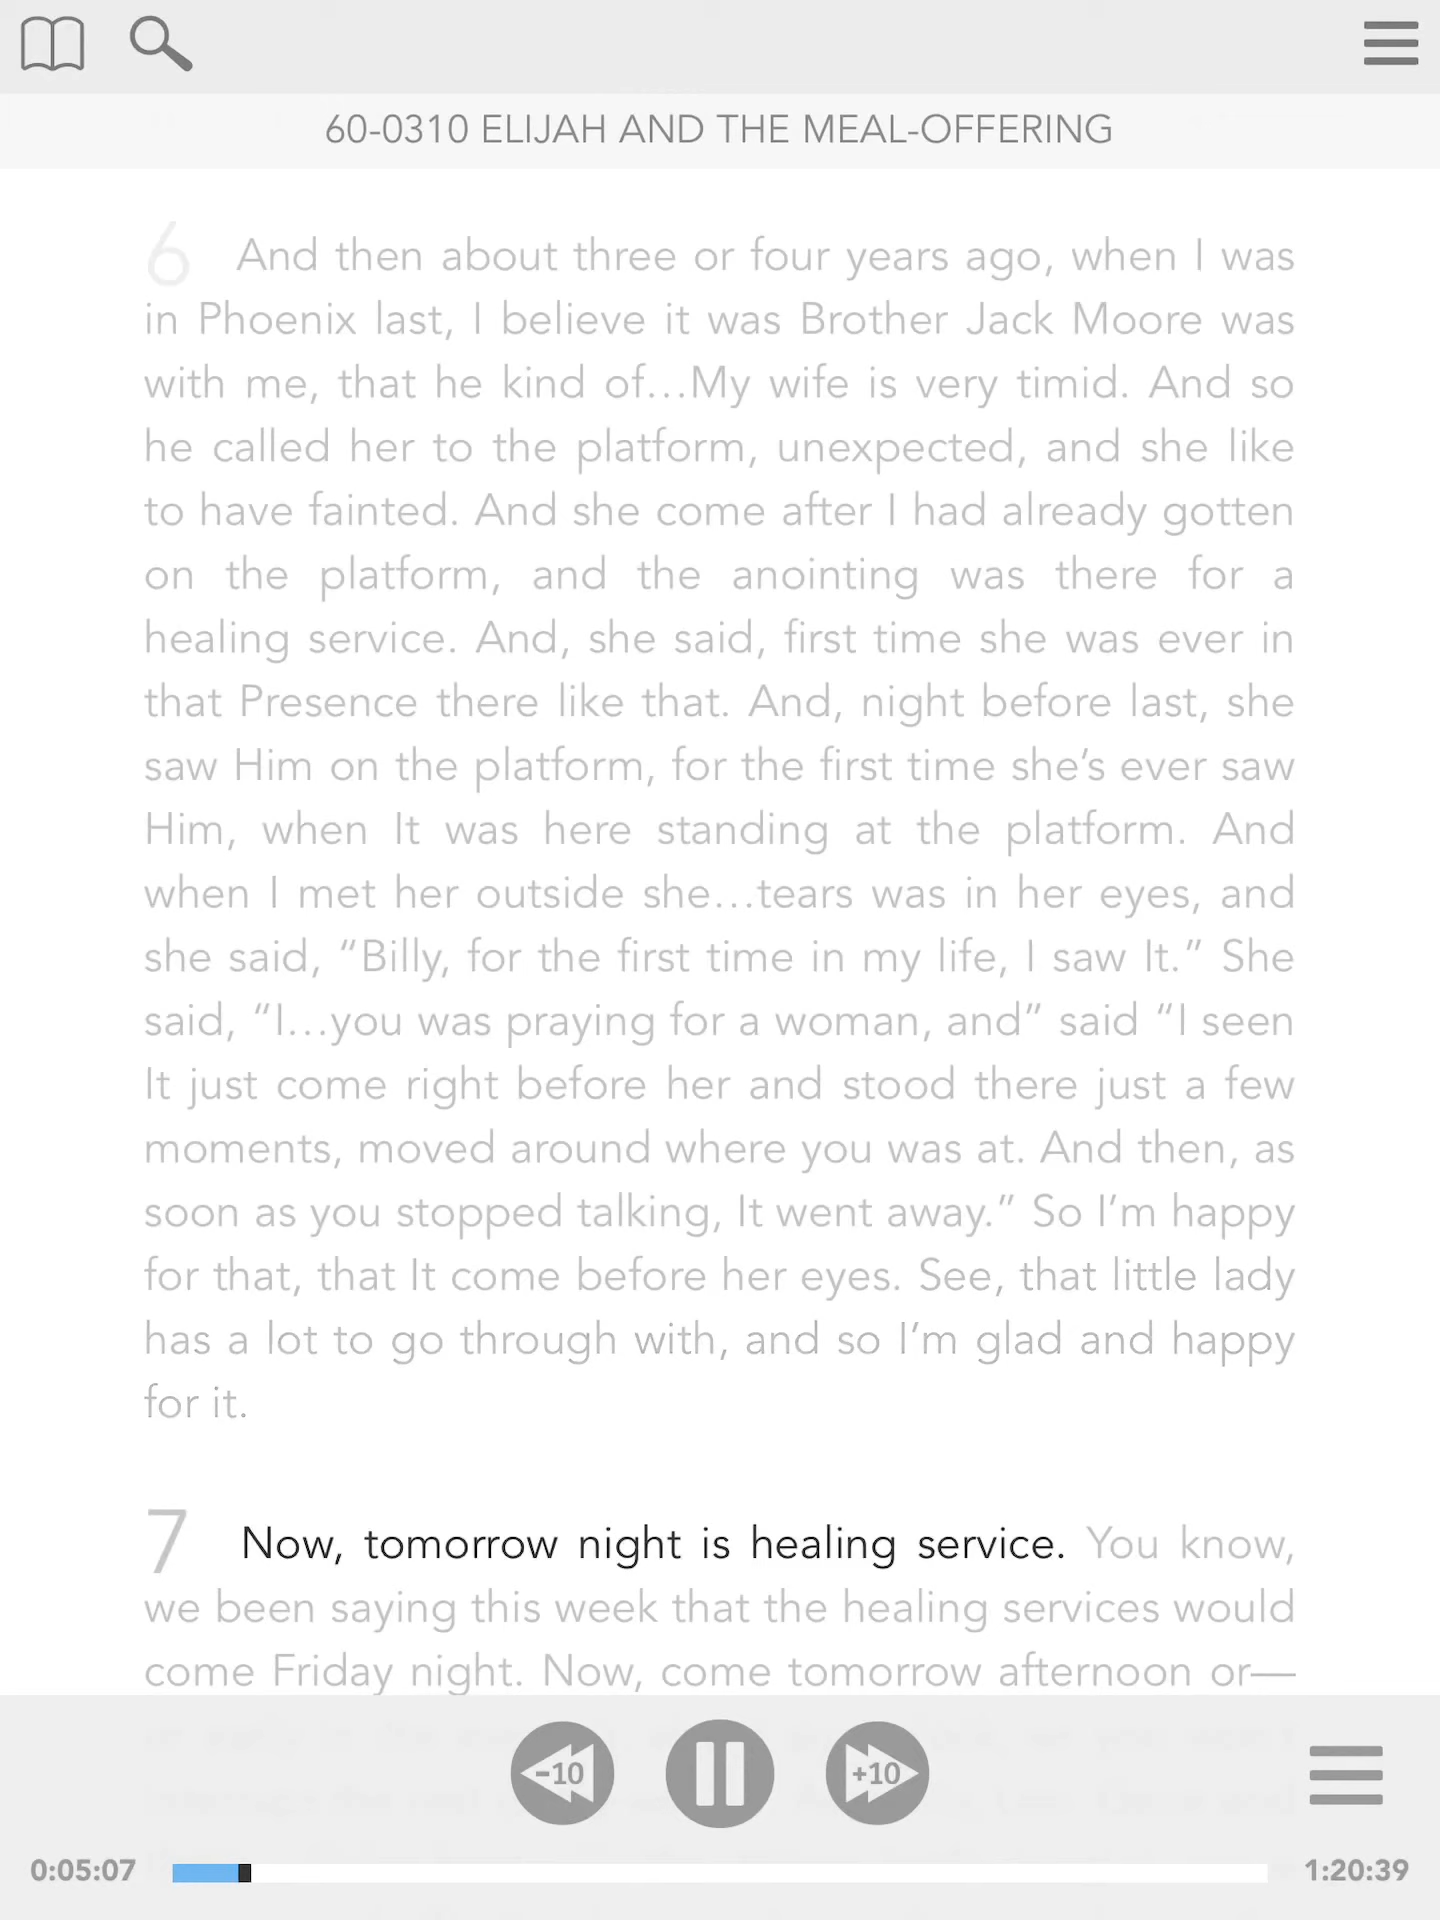 60-0310 ELIJAH AND THE MEAL-OFFERING
6 And then about three or four years ago, when I was
in Phoenix last, I believe it was Brother Jack Moore was
with me, that he kind of…My wife is very timid. And so
he called her to the platform, unexpected, and she like
to have fainted. And she come after I had already gotten
on the platform, and the anointing was there for a
healing service. And, she said, first time she was ever in
that Presence there like that. And, night before last, she
saw Him on the platform, for the first time she’s ever saw
Him, when It was here standing at the platform. And
when I met her outside she…tears was in her eyes, and
she said, “Billy, for the first time in my life, I saw It.” She
said, “I…you was praying for a woman, and” said “I seen
It just come right before her and stood there just a few
moments, moved around where you was at. And then, as
soon as you stopped talking, It went away.” So I’m happy
for that, that It come before her eyes. See, that little lady
has a lot to go through with, and so I’m glad and happy
for it.
7 Now, tomorrow night is healing service. You know,
we been saying this week that the healing services would
come Friday night. Now, come tomorrow afternoon or—
-10 +10
0:05:07 1:20:39